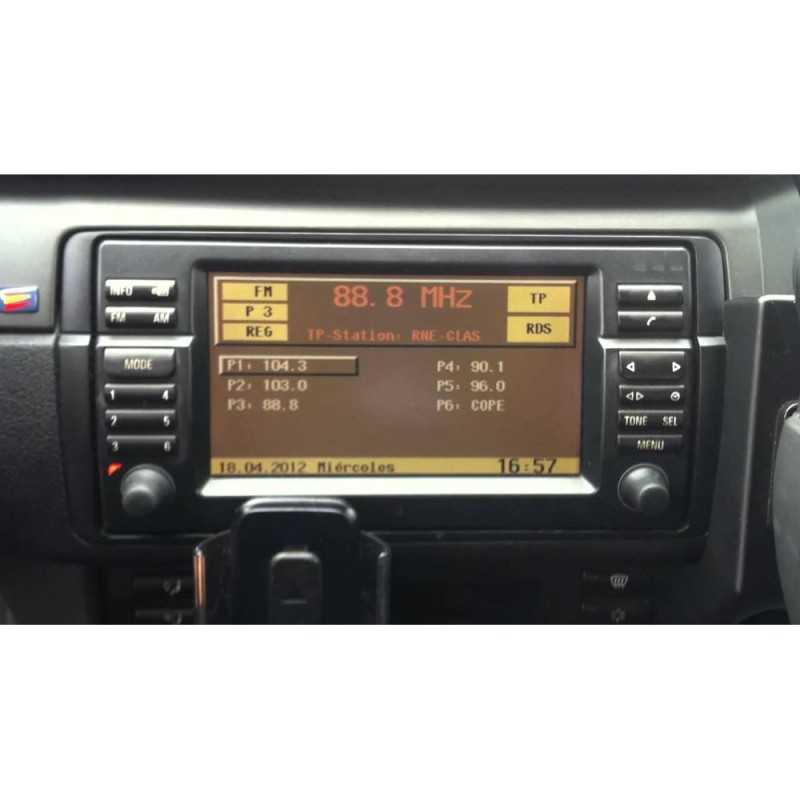 INFO
FM AM
MODE
1 4
2 5
3 6
FM
P 3
REG
88.8 MHz
TP-Station: RNE-CLAS
TP
RDS
P1: 104.3
P2: 103.0
P3: 88.8
P4: 90.1
P5: 96.0
P6: COPE
18.04.2012 Miércoles 16:57
TONE SEL
MENU